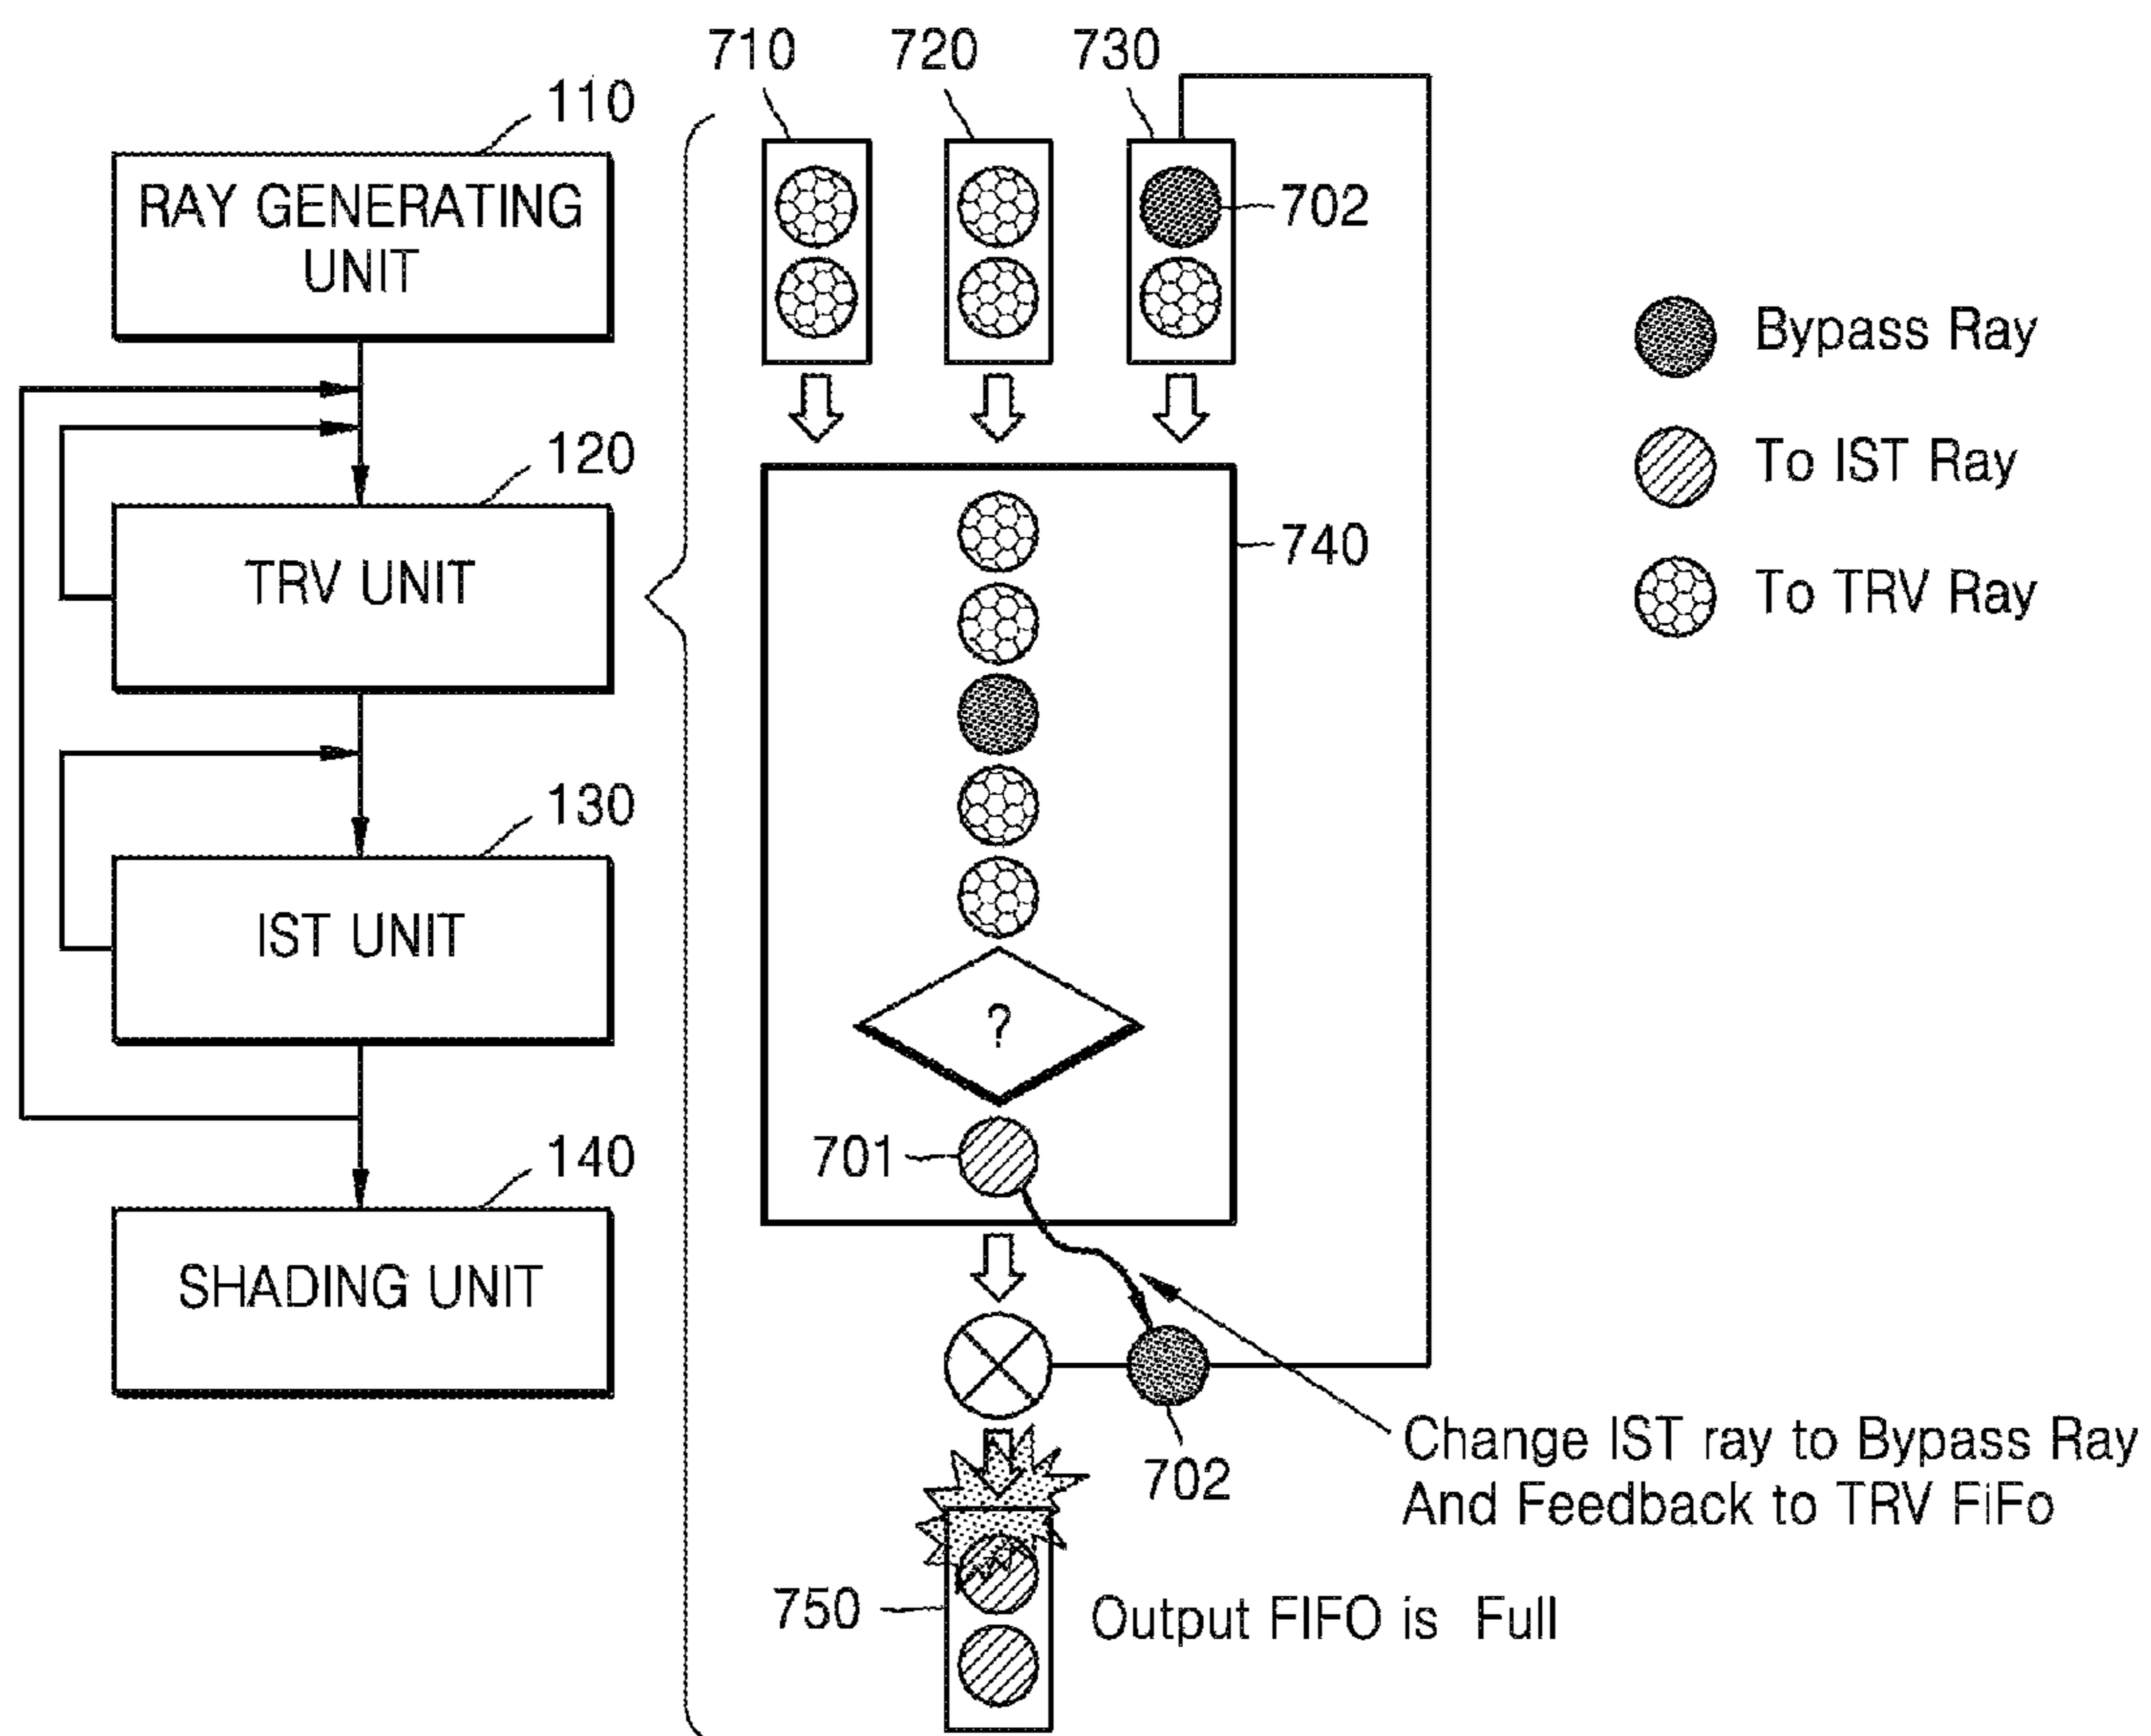 110
RAY GENERATING
UNIT
120
TRV UNIT
130
IST UNIT
140
SHADING UNIT
710
720
730
702
740
?
701
702
Change IST ray to Bypass Ray
And Feedback to TRV FiFo
750
Output FIFO is Full
Bypass Ray
To IST Ray
To TRV Ray